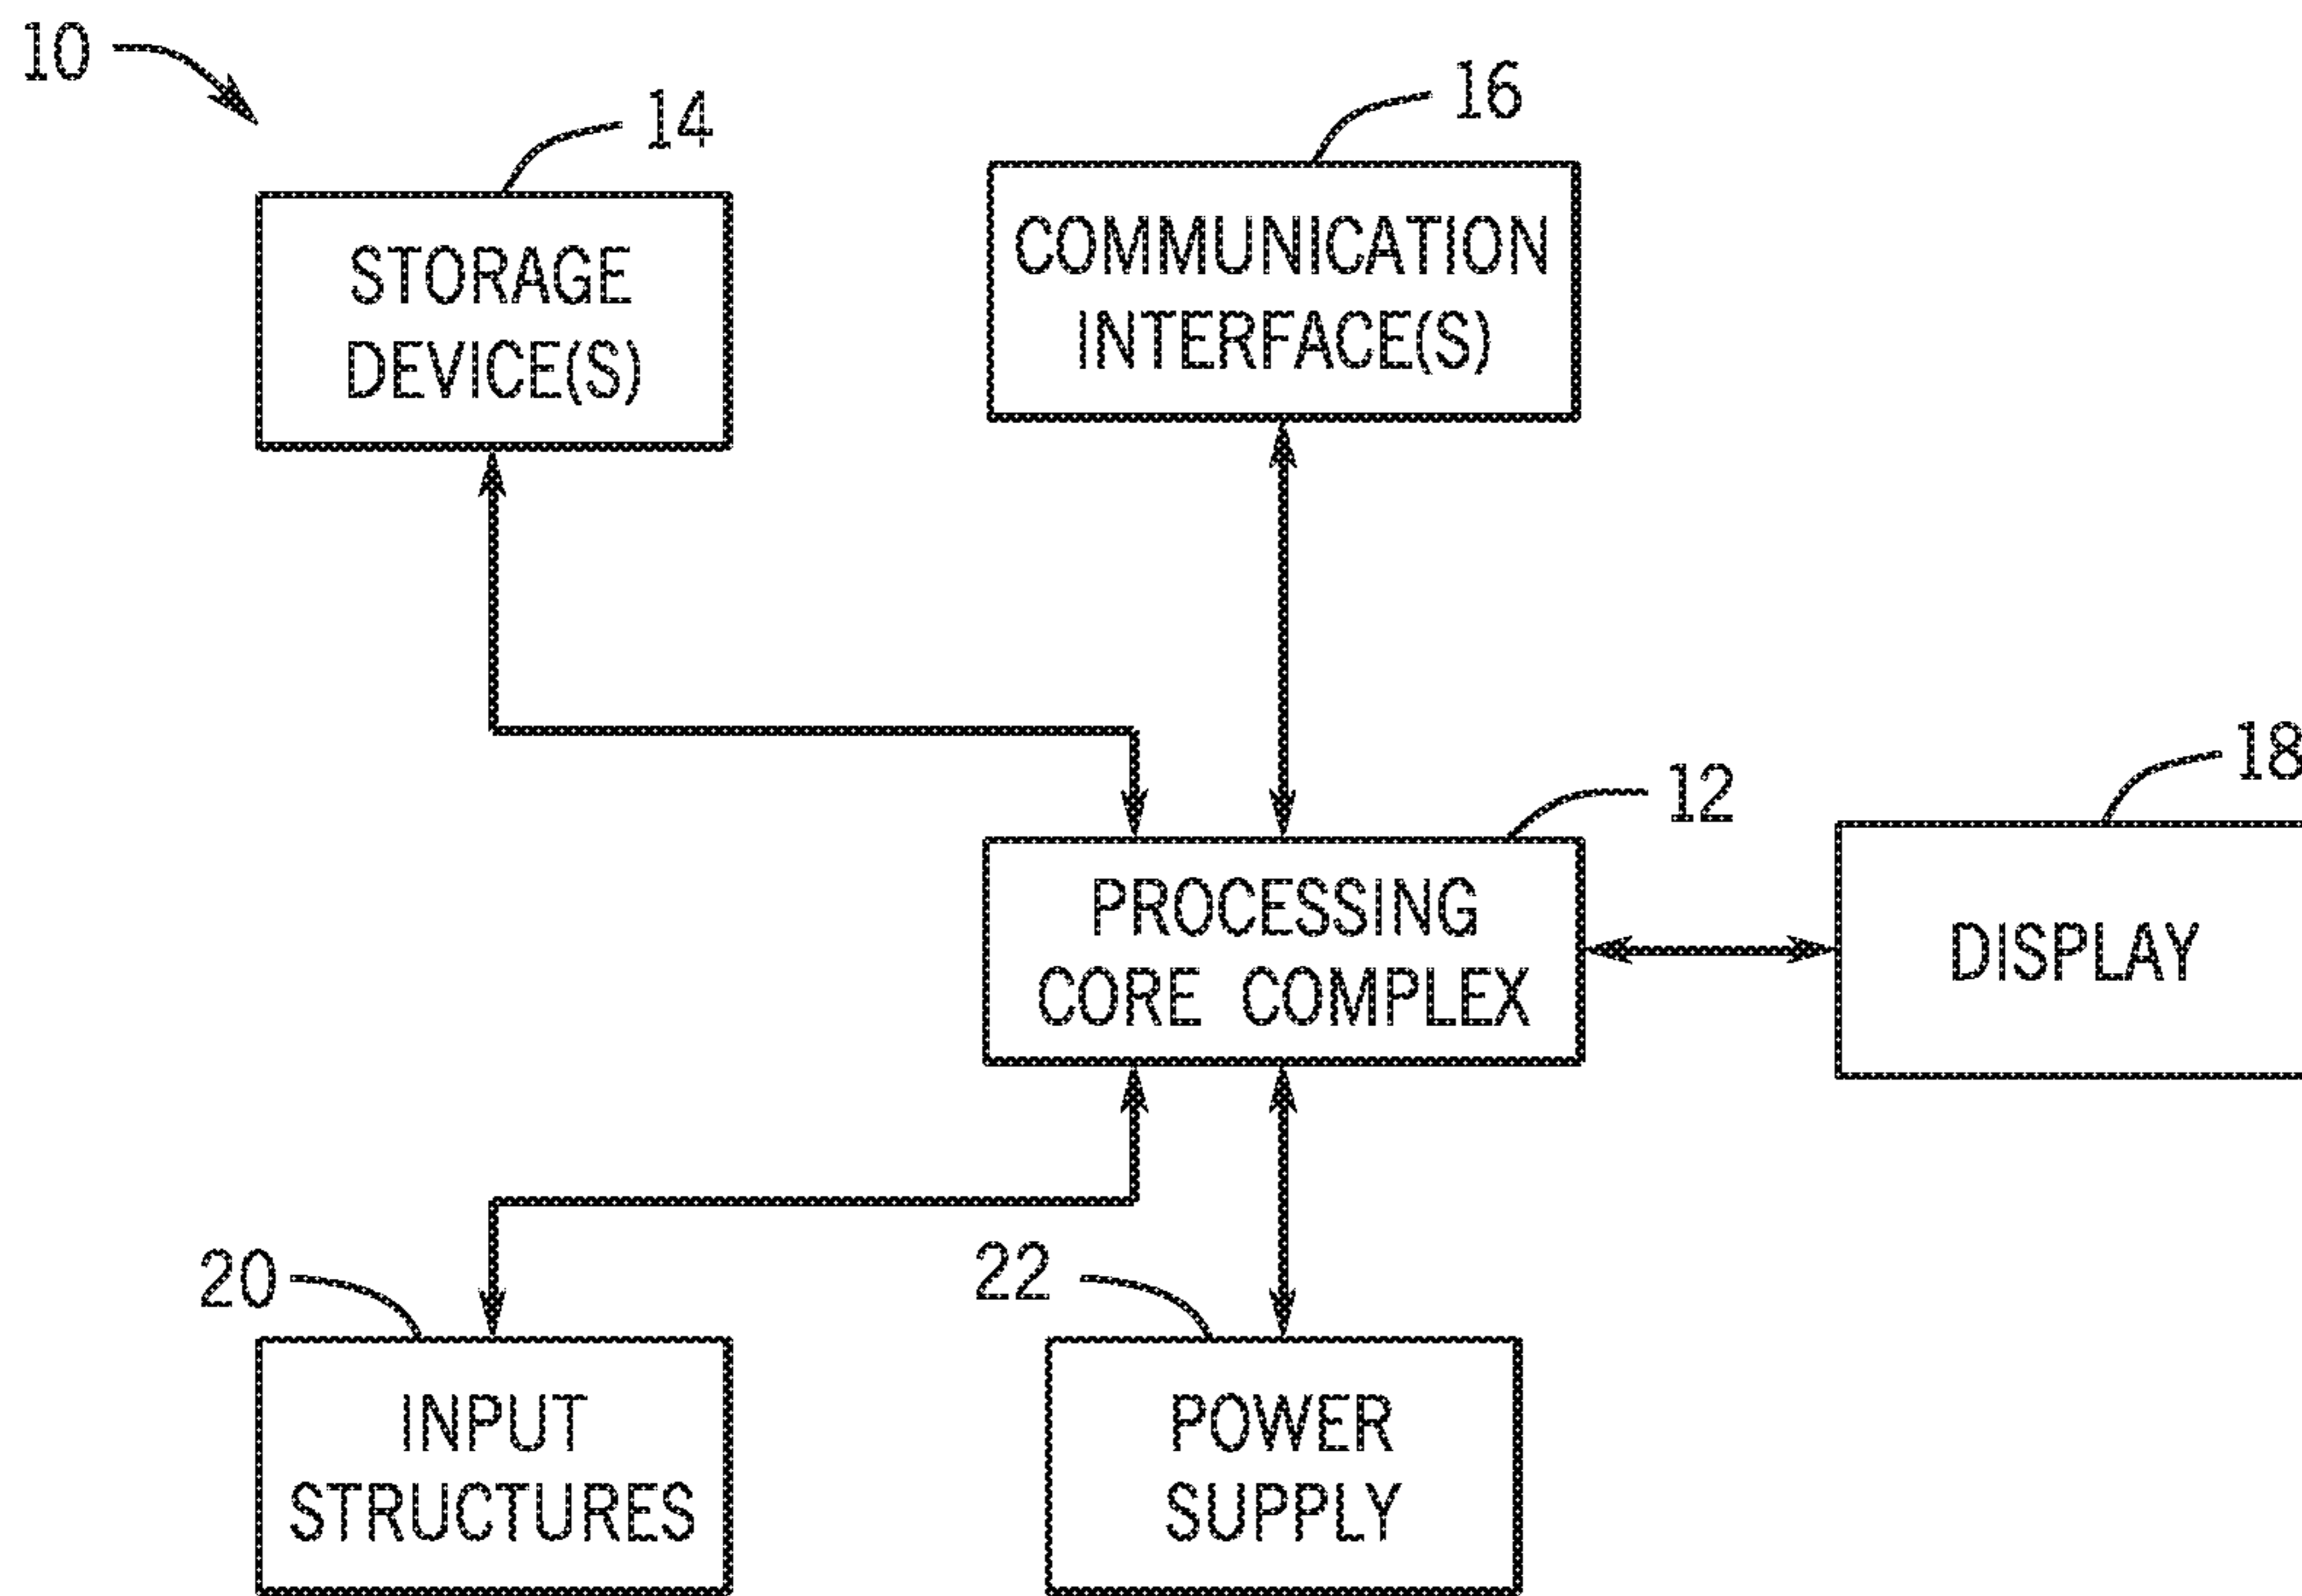 10
14
16
STORAGE
DEVICE(S)
COMMUNICATION
INTERFACE(S)
12
18
PROCESSING
CORE COMPLEX
DISPLAY
20
22
INPUT
STRUCTURES
POWER
SUPPLY